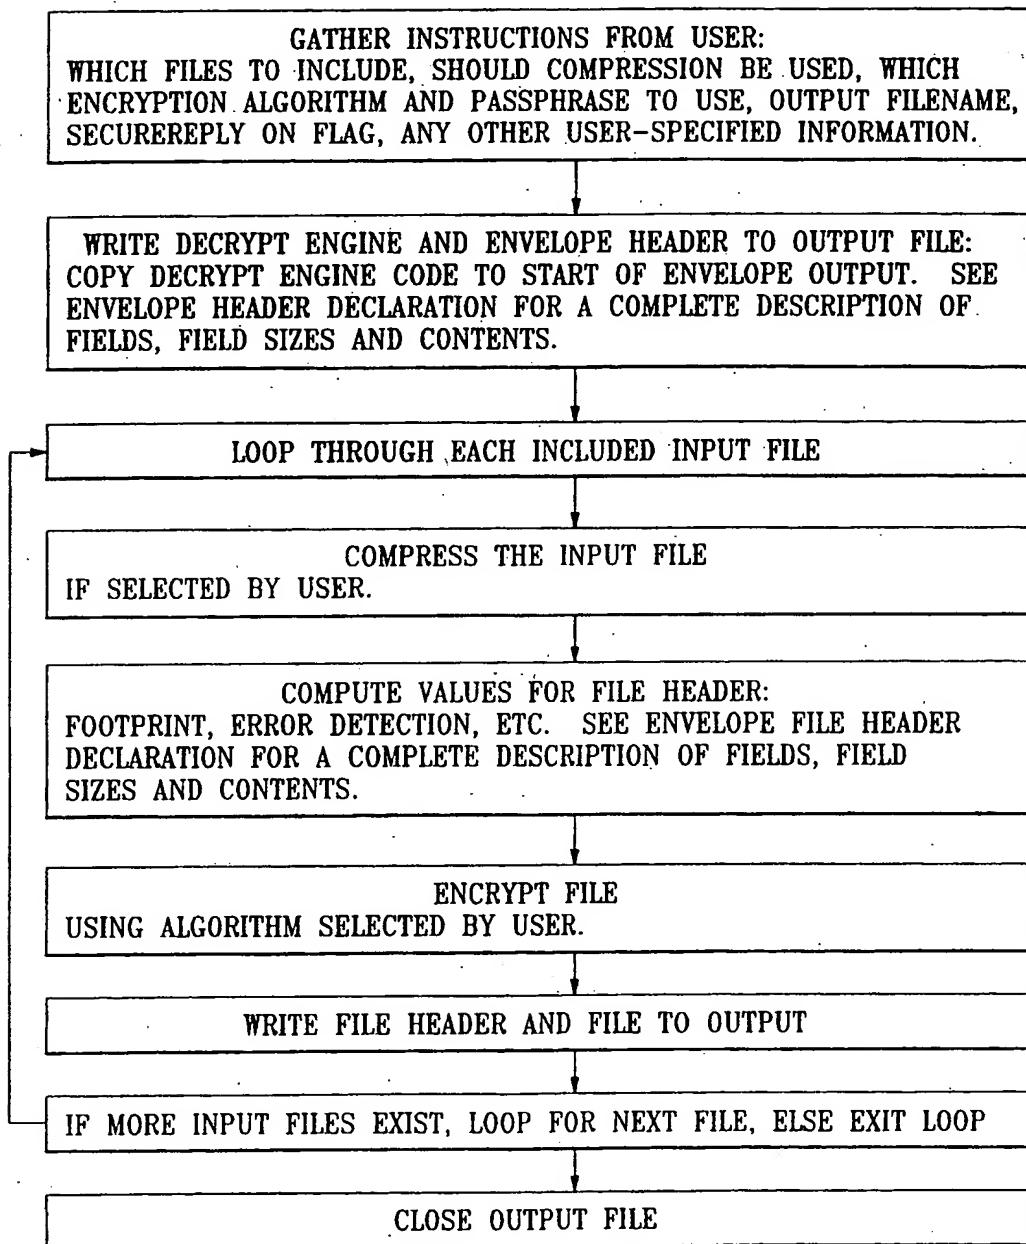 GATHER INSTRUCTIONS FROM USER:
WHICH FILES TO INCLUDE, SHOULD COMPRESSION BE USED, WHICH
ENCRYPTION ALGORITHM AND PASSPHRASE TO USE, OUTPUT FILENAME,
SECUREREPLY ON FLAG, ANY OTHER USER-SPECIFIED INFORMATION.
WRITE DECRYPT ENGINE AND ENVELOPE HEADER TO OUTPUT FILE:
COPY DECRYPT ENGINE CODE TO START OF ENVELOPE OUTPUT. SEE
ENVELOPE HEADER DECLARATION FOR A COMPLETE DESCRIPTION OF
FIELDS, FIELD SIZES AND CONTENTS.
LOOP THROUGH EACH INCLUDED INPUT FILE
COMPRESS THE INPUT FILE
IF SELECTED BY USER.
COMPUTE VALUES FOR FILE HEADER:
FOOTPRINT, ERROR DETECTION, ETC. SEE ENVELOPE FILE HEADER
DECLARATION FOR A COMPLETE DESCRIPTION OF FIELDS, FIELD
SIZES AND CONTENTS.
ENCRYPT FILE
USING ALGORITHM SELECTED BY USER.
WRITE FILE HEADER AND FILE TO OUTPUT
IF MORE INPUT FILES EXIST, LOOP FOR NEXT FILE, ELSE EXIT LOOP
CLOSE OUTPUT FILE